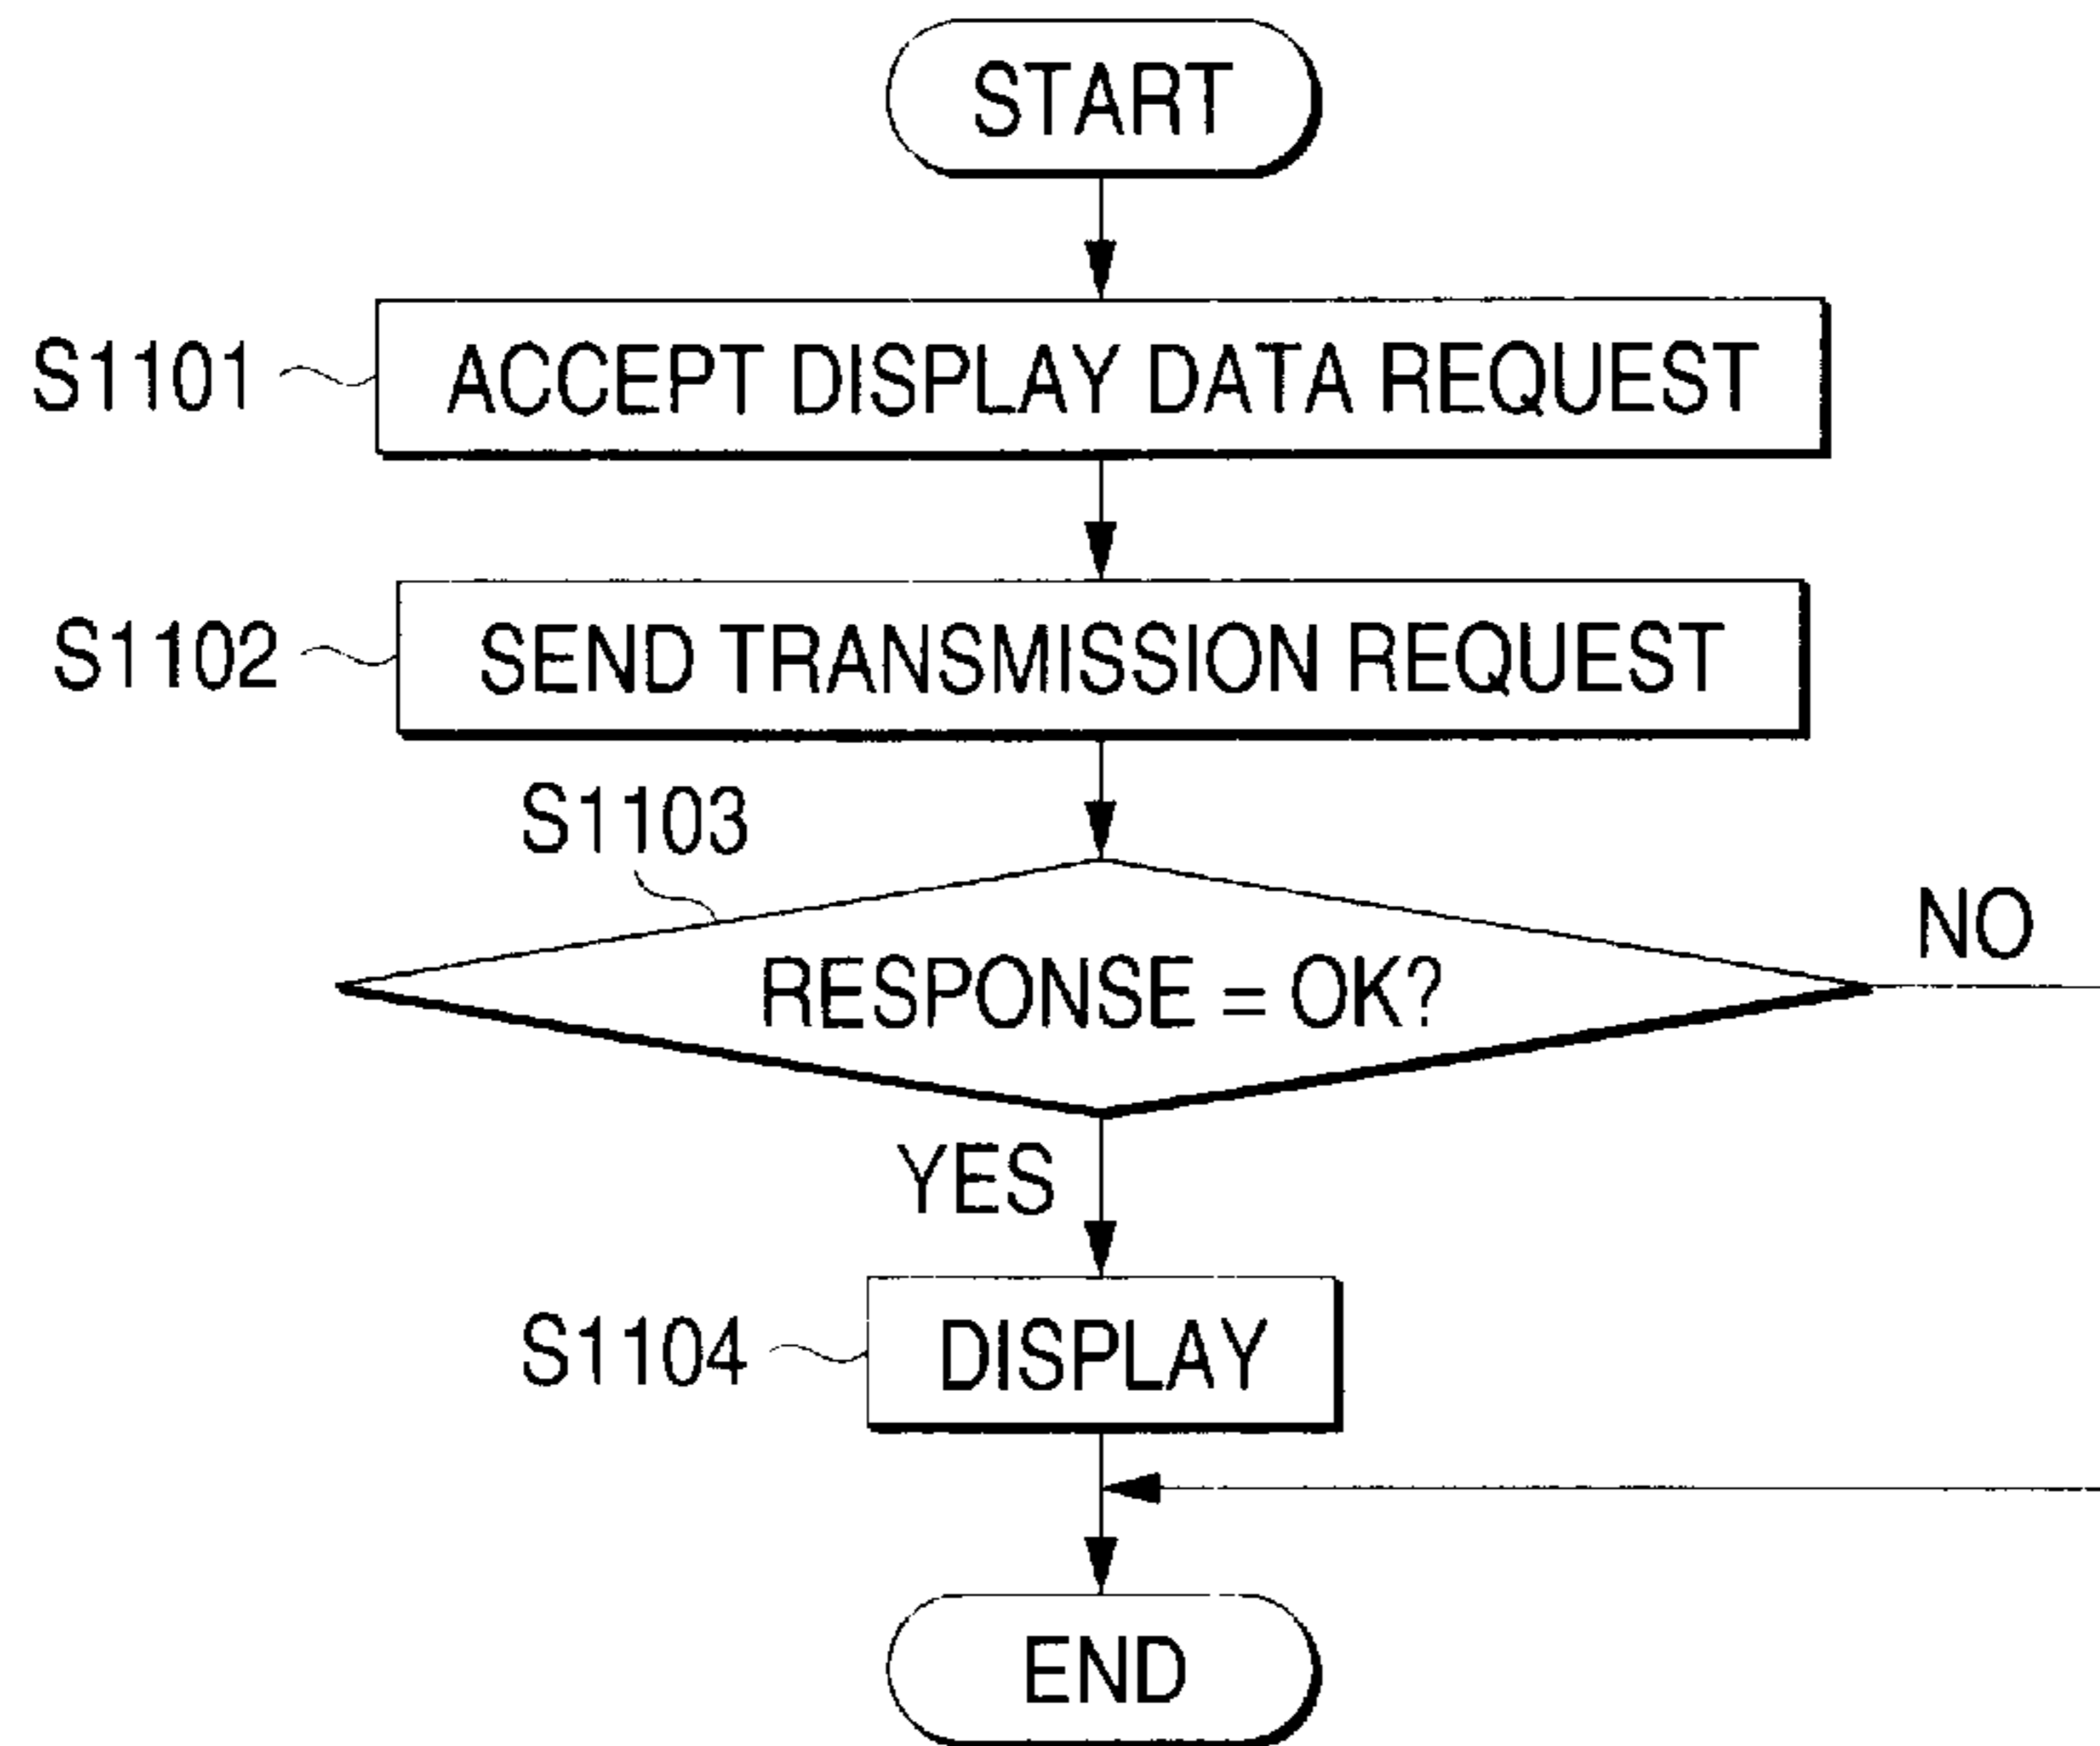 START
S1101 ACCEPT DISPLAY DATA REQUEST
S1102 SEND TRANSMISSION REQUEST
S1103
NO
RESPONSE = OK?
YES
S1104 DISPLAY
END